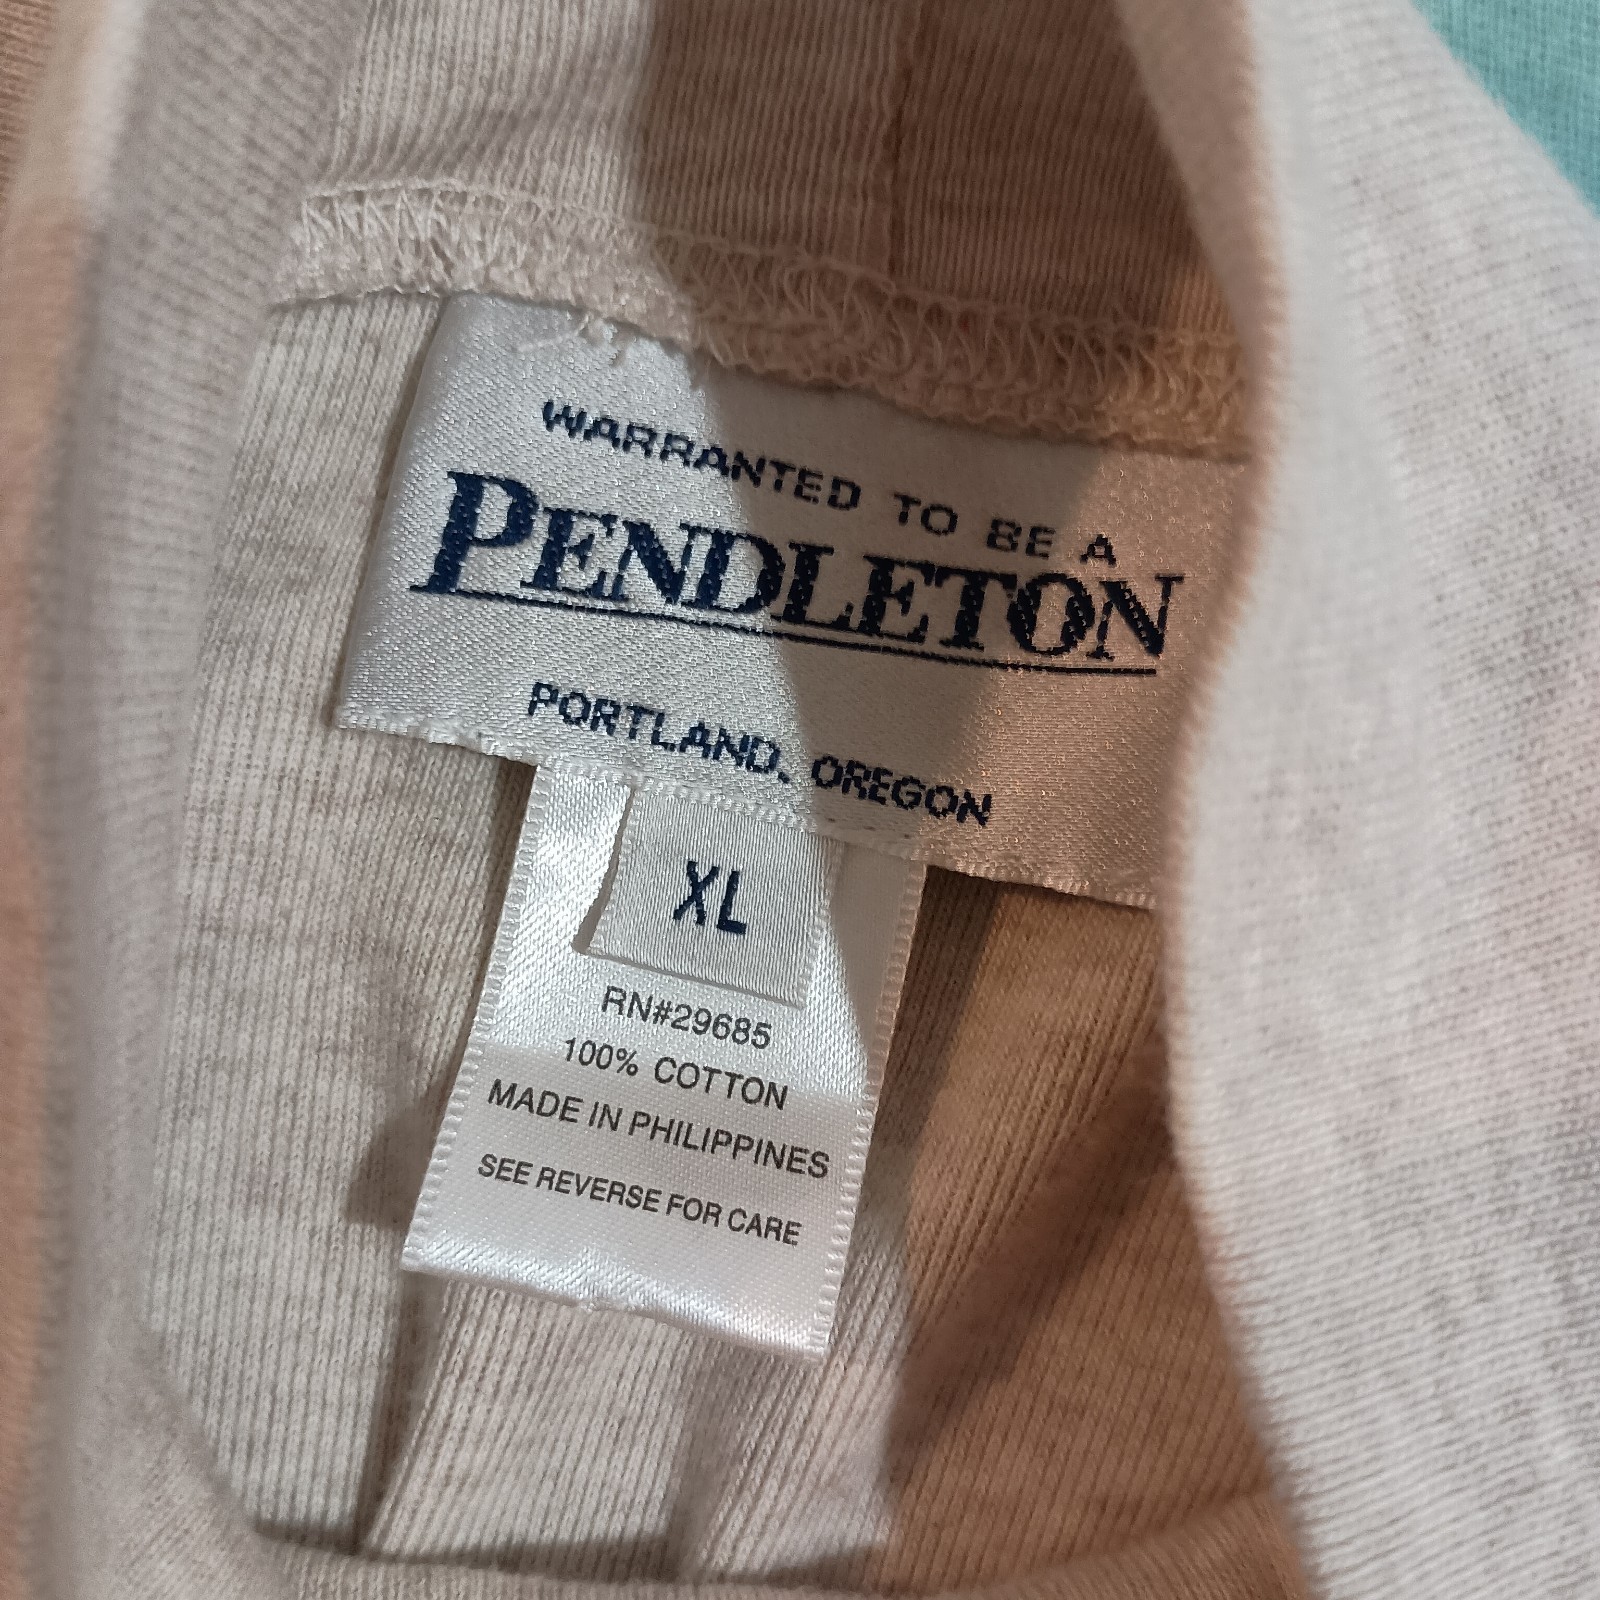 WARRANTED TO BE A
PENDLETON
PORTLAND, OREGON
XL
RN#29685
100% COTTON
MADE IN PHILIPPINES
SEE REVERSE FOR CARE